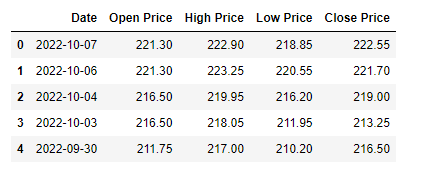 Date Open Price High Price Low Price Close Price
0 2022-10-07 221.30 222.90 218.85 222.55
1 2022-10-06 221.30 223.25 220.55 221.70
2 2022-10-04 216.50 219.95 216.20 219.00
3 2022-10-03 216.50 218.05 211.95 213.25
4 2022-09-30 211.75 217.00 210.20 216.50